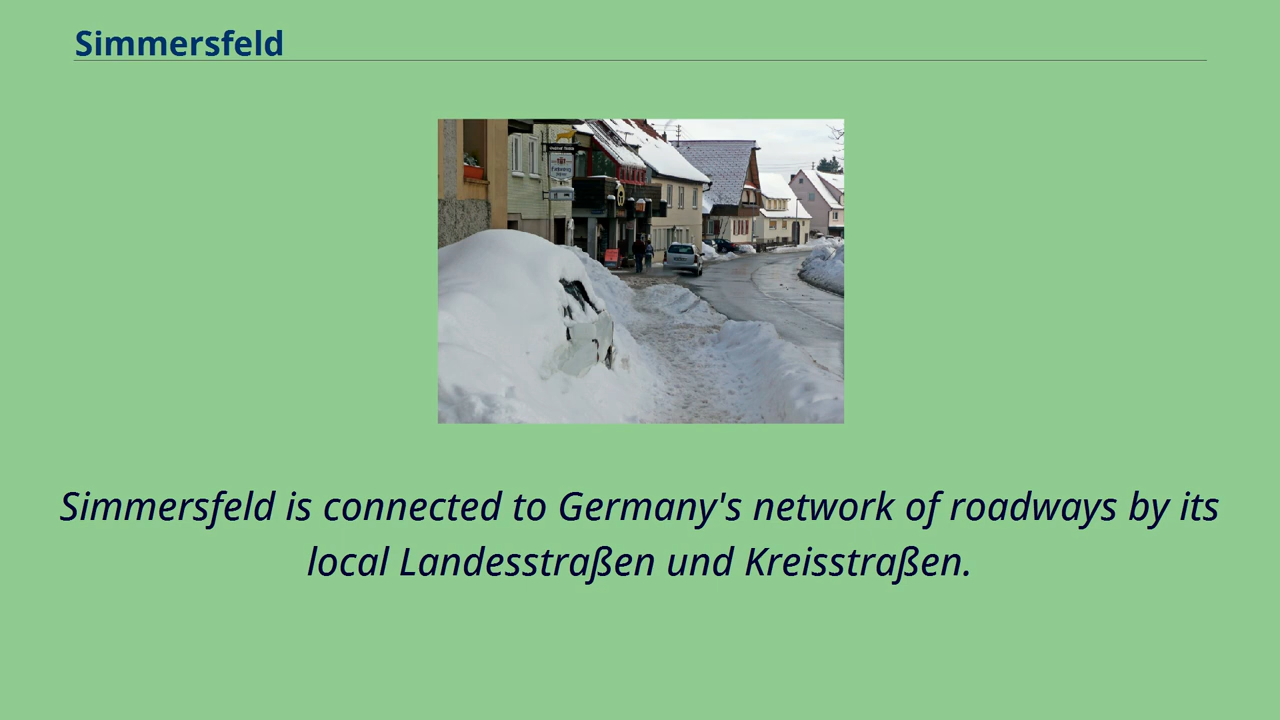 Simmersfeld
Simmersfeld is connected to Germany's network of roadways by its
local Landesstraßen und Kreisstraßen.